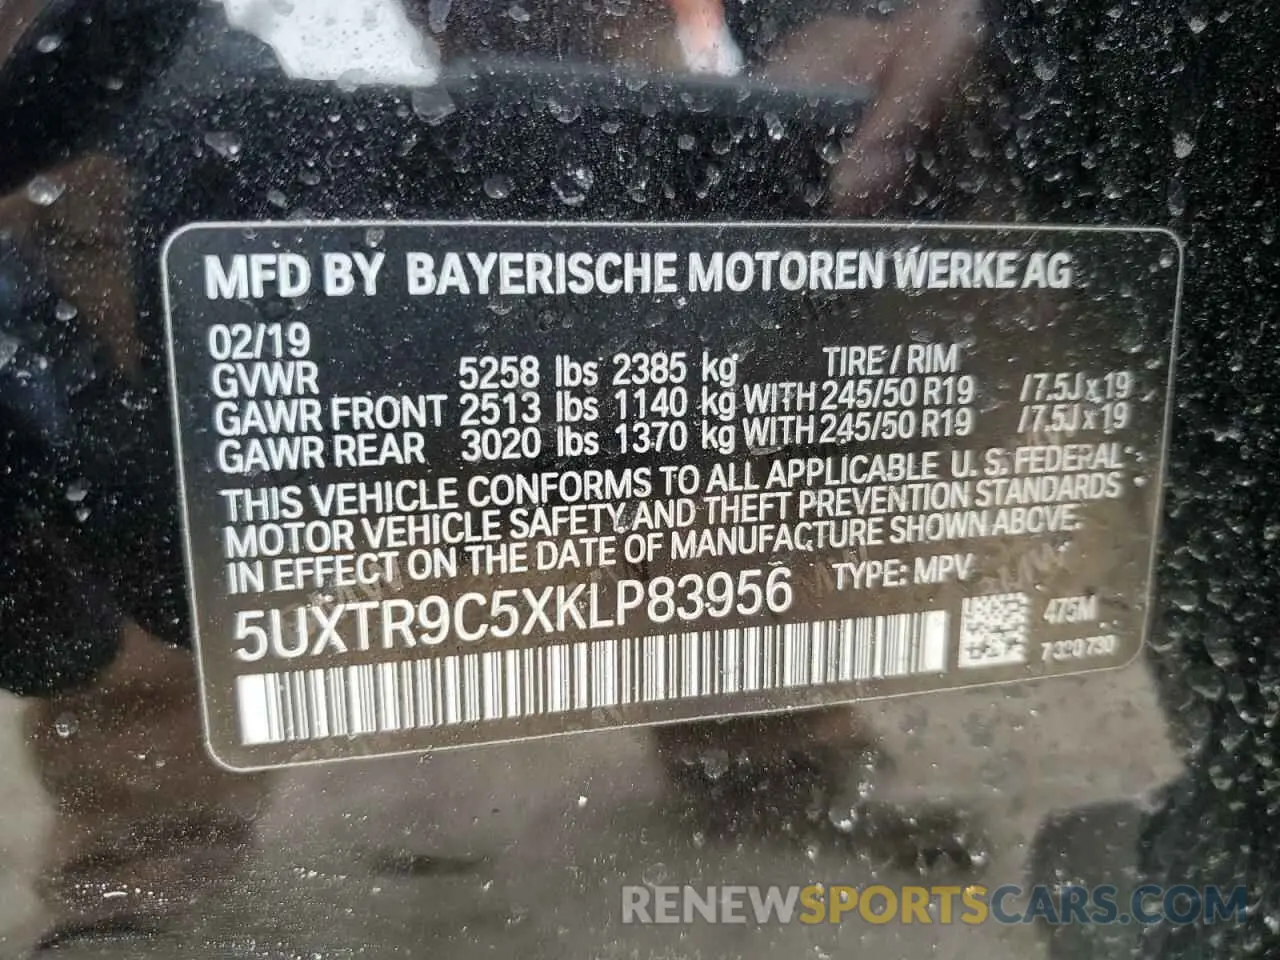 MFD BY BAYERISCHE MOTOREN WERKE AG
02/19
TIRE / RIM
GVWR 5258 lbs 2385 kg
GAWR FRONT 2513 lbs 1140 kg WITH 245/50 R19 /7.5J x 19
GAWR REAR 3020 lbs 1370 kg WITH 245/50 R19 /7.5J x 19
THIS VEHICLE CONFORMS TO ALL APPLICABLE U. S. FEDERAL
MOTOR VEHICLE SAFETY AND THEFT PREVENTION STANDARDS
IN EFFECT ON THE DATE OF MANUFACTURE SHOWN ABOVE.
5UXTR9C5XKLP83956 TYPE: MPV
475M
RENEWSPORTSCARS.COM